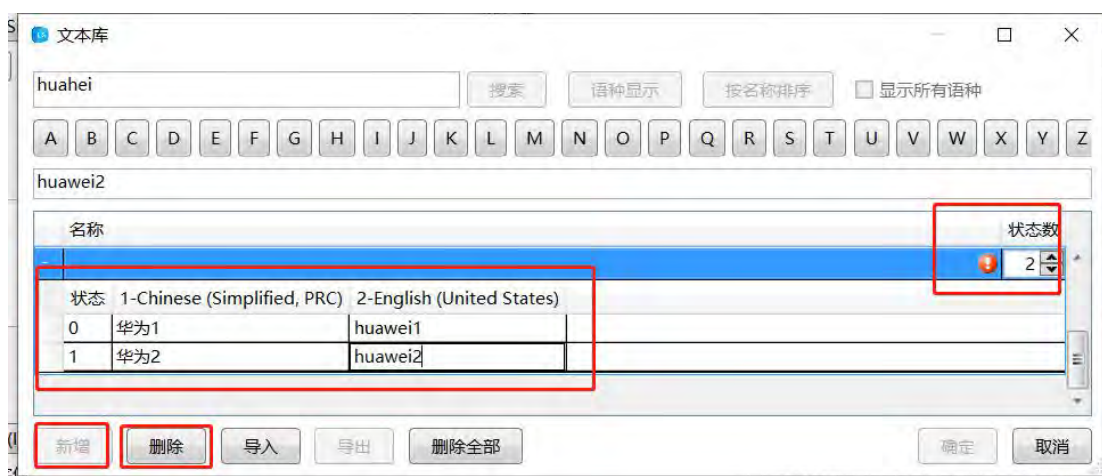 文本库
huahei 搜索 语种显示 按名称排序 显示所有语种
A B C D E F G H I J K L M N O P Q R S T U V W X Y Z
huawei2
名称 状态数
- 2
状态 1-Chinese (Simplified, PRC) 2-English (United States)
0 华为1 huawei1
1 华为2 huawei2
新增 删除 导入 导出 删除全部 确定 取消